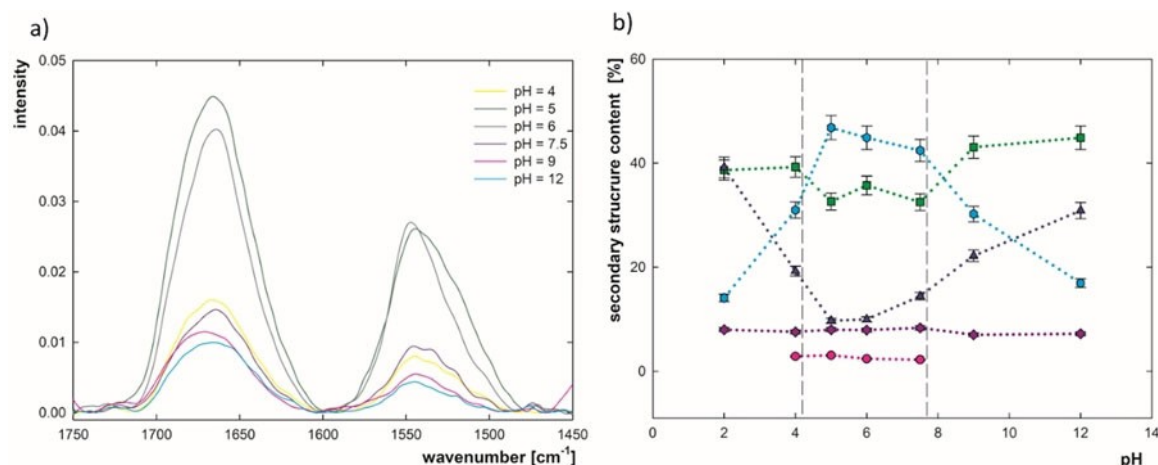 a)
intensity
0.05
0.04
0.03
0.02
0.01
0.00
pH = 4
pH = 5
pH = 6
pH = 7.5
pH = 9
pH = 12
1750 1700 1650 1600 1550 1500 1450
wavenumber [cm⁻¹]
b)
secondary strucrure content [%]
60
40
20
0
0 2 4 6 8 10 12 14
pH